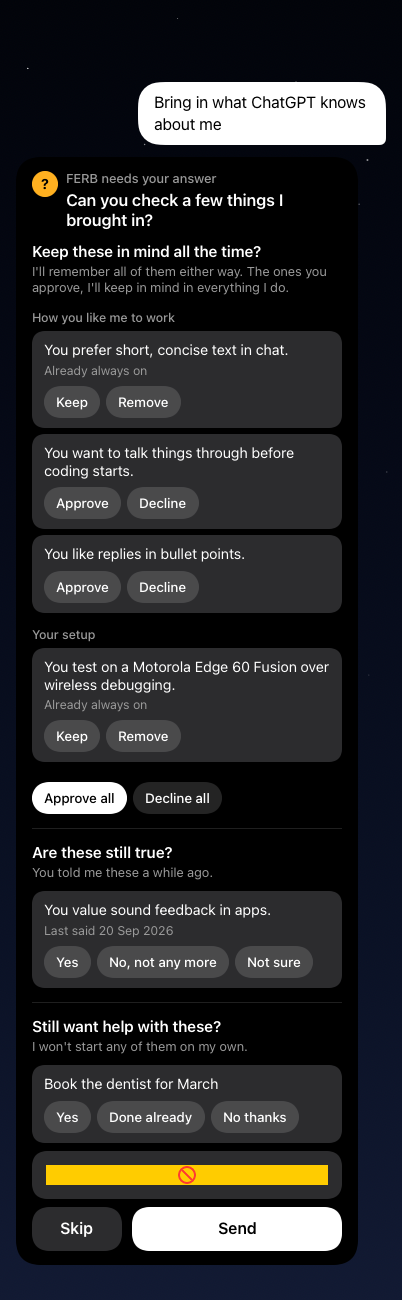 Bring in what ChatGPT knows
about me
?
FERB needs your answer
Can you check a few things I
brought in?
Keep these in mind all the time?
I'll remember all of them either way. The ones you
approve, I'll keep in mind in everything I do.
How you like me to work
You prefer short, concise text in chat.
Already always on
Keep Remove
You want to talk things through before
coding starts.
Approve Decline
You like replies in bullet points.
Approve Decline
Your setup
You test on a Motorola Edge 60 Fusion over
wireless debugging.
Already always on
Keep Remove
Approve all Decline all
Are these still true?
You told me these a while ago.
You value sound feedback in apps.
Last said 20 Sep 2026
Yes No, not any more Not sure
Still want help with these?
I won't start any of them on my own.
Book the dentist for March
Yes Done already No thanks
Skip Send